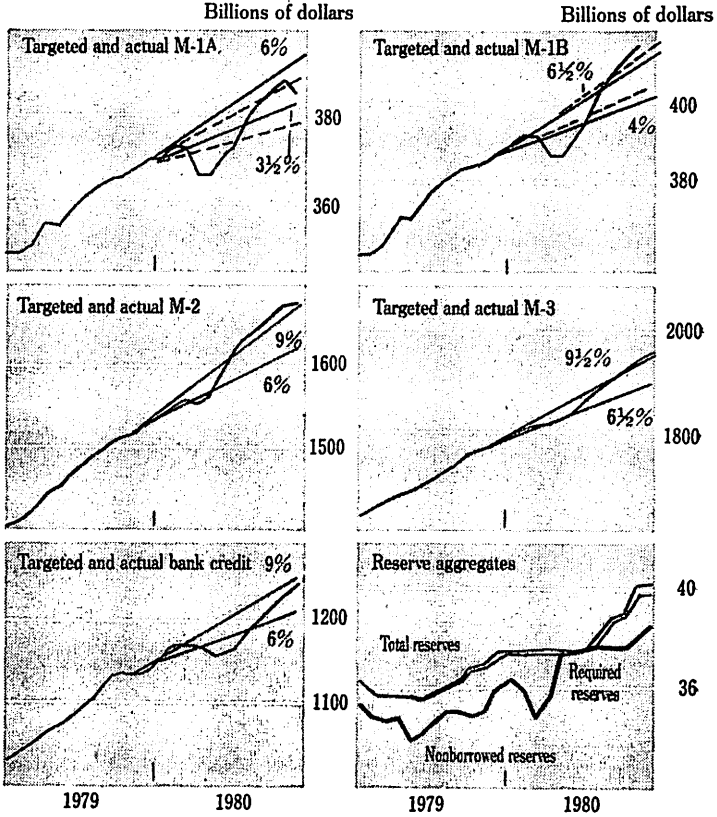 Billions of dollars
Billions of dollars
Targeted and actual M-1A
6%
3½%
380
360
Targeted and actual M-1B
6½%
4%
400
380
Targeted and actual M-2
9%
6%
1600
1500
Targeted and actual M-3
9½%
6½%
2000
1800
Targeted and actual bank credit
9%
6%
1200
1100
Reserve aggregates
Total reserves
Required
reserves
Nonborrowed reserves
40
36
1979
1980
1979
1980